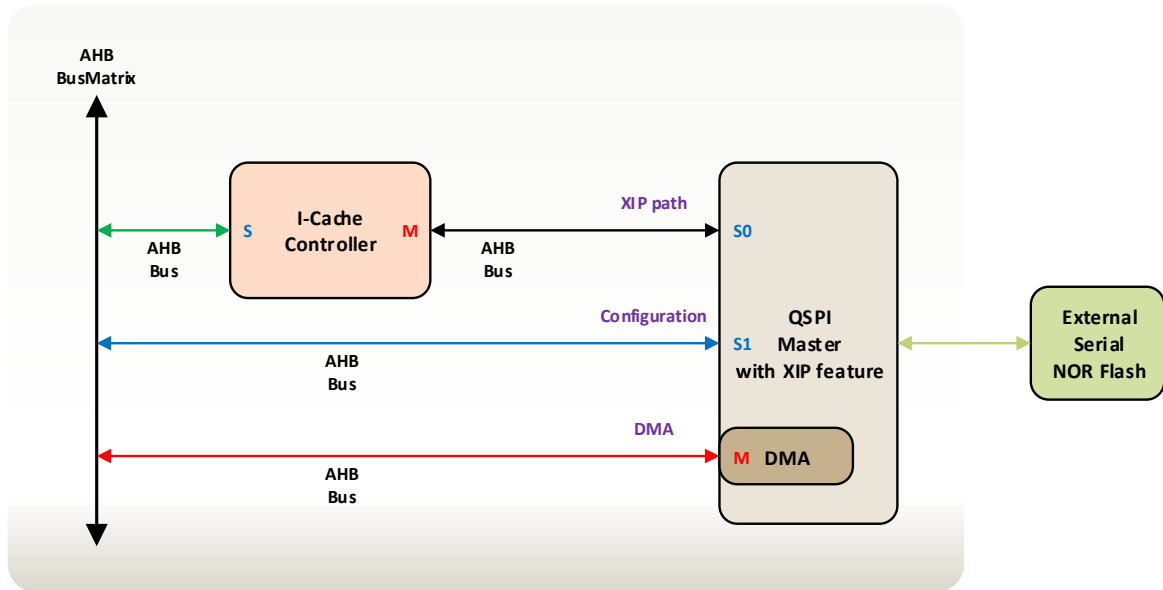 AHB
BusMatrix
I-Cache
Controller
S
M
AHB
Bus
XIP path
AHB
Bus
S0
Configuration
AHB
Bus
S1
QSPI
Master
with XIP feature
External
Serial
NOR Flash
DMA
AHB
Bus
M DMA